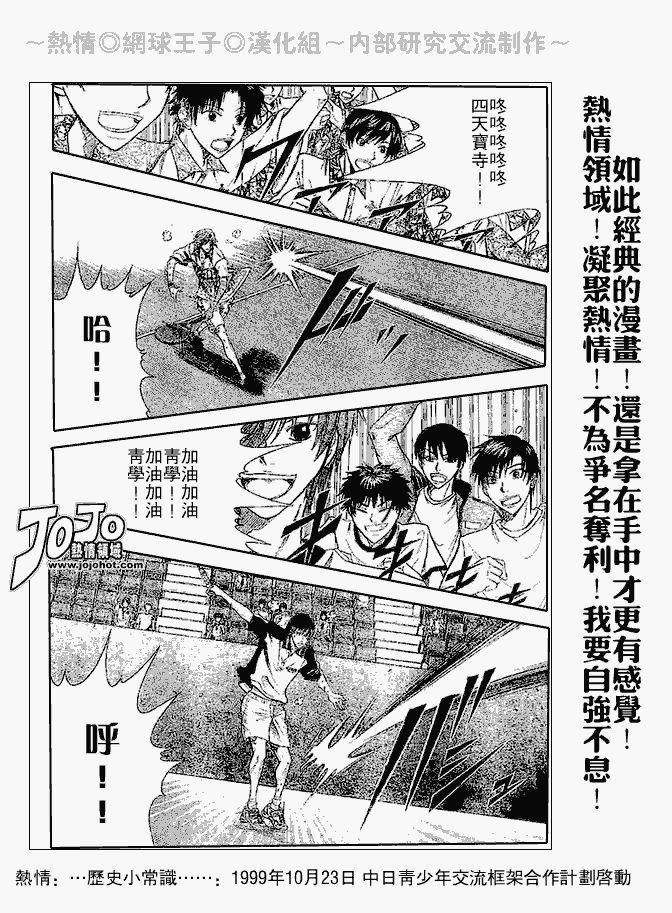 ～熱情◎網球王子◎漢化組～內部研究交流制作～
咚咚咚咚咚
四天寶寺！！
哈！！
加油加油
青學！！
加油加油
青學！！
呼！！
JOJO
熱情領域
www.jojohot.com
如此經典的漫畫！還是拿在手中才更有感覺！
熱情領域！凝聚熱情！不為爭名奪利！我要自強不息！
熱情：…歷史小常識……：1999年10月23日 中日青少年交流框架合作計劃啓動